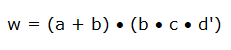 w = (a + b) • (b • c • d')